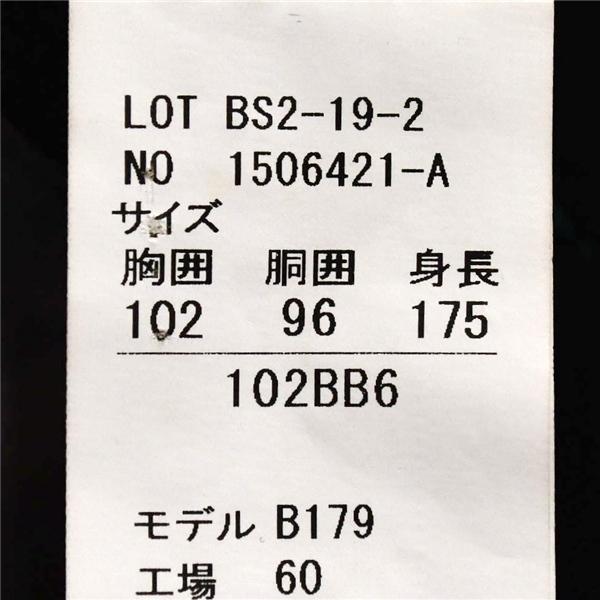 LOT BS2-19-2
NO 1506421-A
サイズ
胸囲 胴囲 身長
102 96 175
102BB6
モデル B179
工場 60